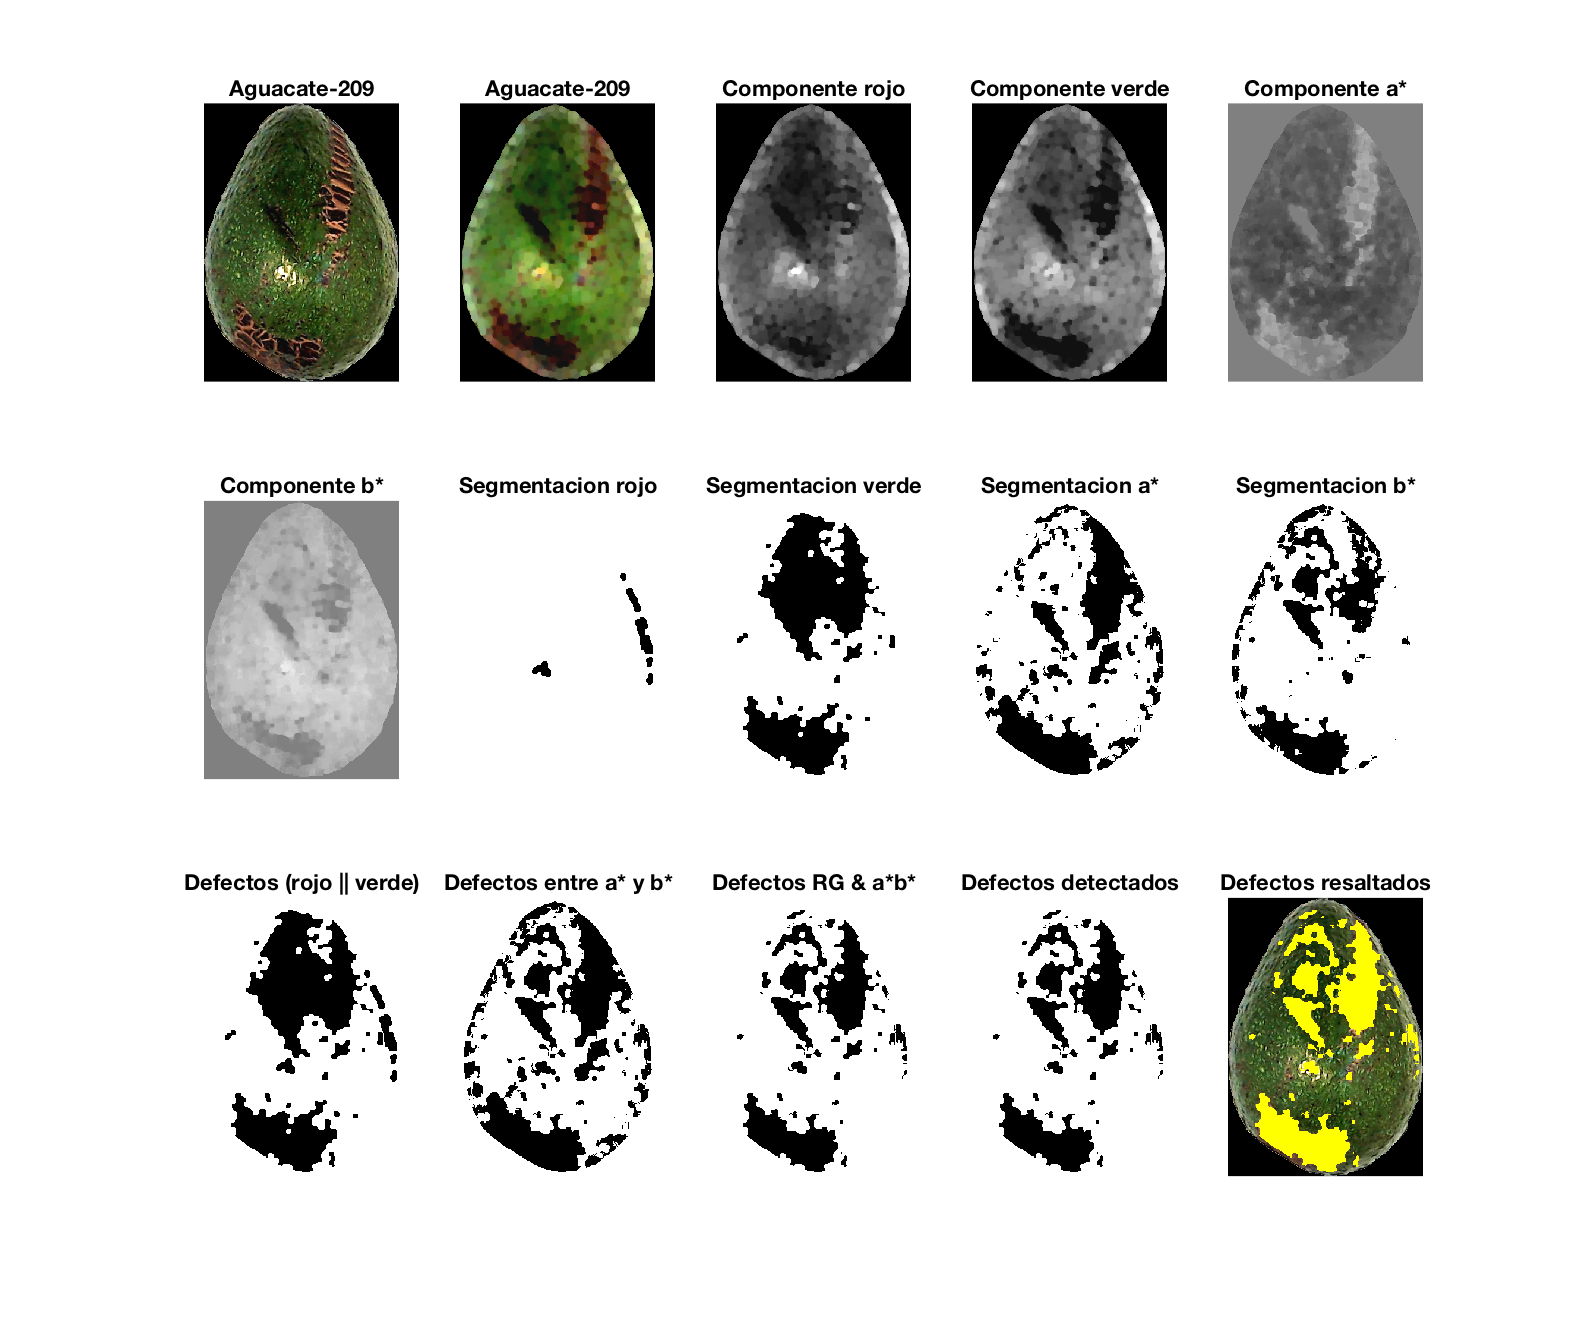 Aguacate-209
Aguacate-209
Componente rojo
Componente verde
Componente a*
Componente b*
Segmentacion rojo
Segmentacion verde
Segmentacion a*
Segmentacion b*
Defectos (rojo || verde)
Defectos entre a* y b*
Defectos RG & a*b*
Defectos detectados
Defectos resaltados